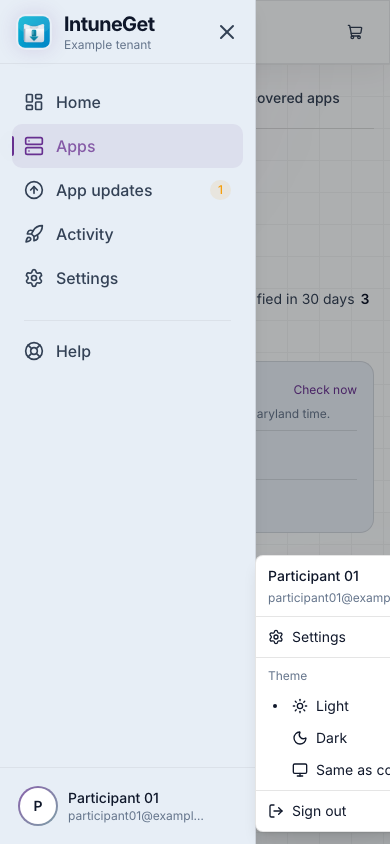 IntuneGet
Example tenant
Home
Apps
App updates 1
Activity
Settings
Help
Participant 01
participant01@exampl...
overed apps
fied in 30 days 3
Check now
aryland time.
Participant 01
participant01@examp
Settings
Theme
Light
Dark
Same as co
Sign out
P